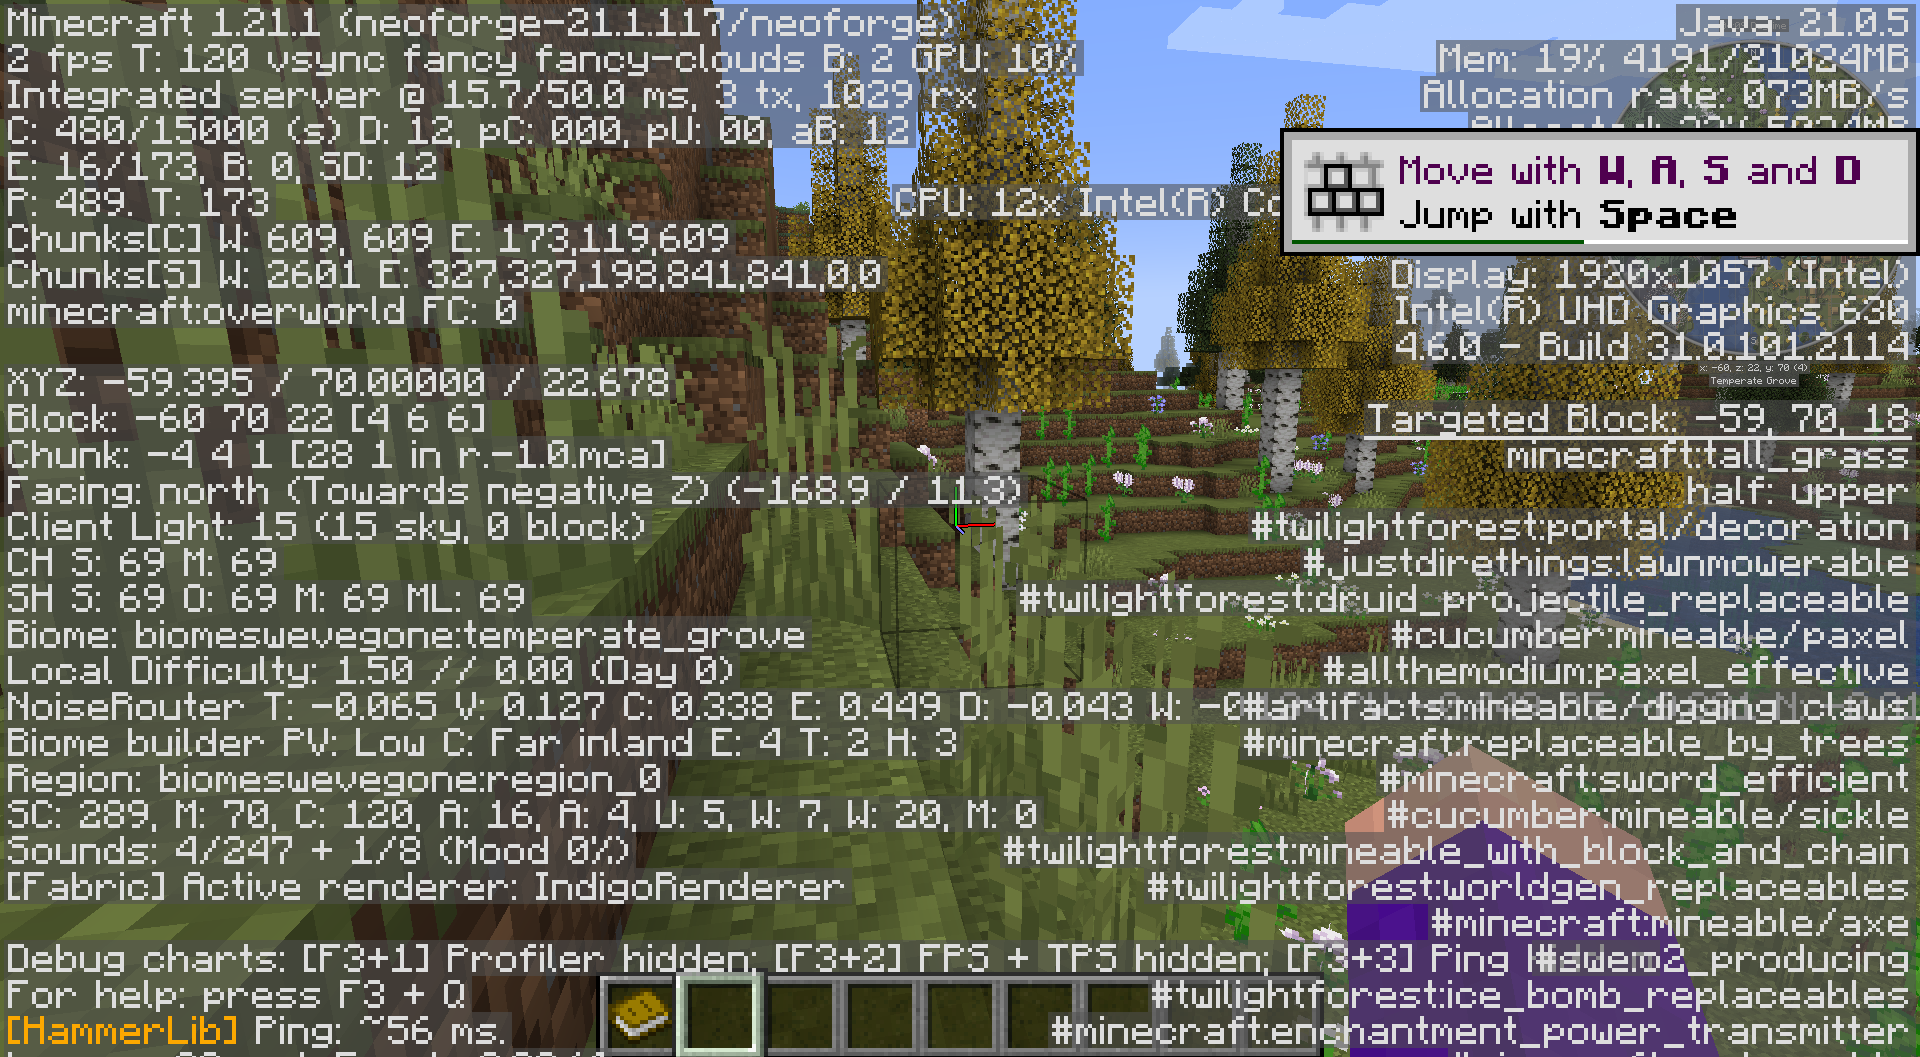 Minecraft 1.21.1 (neoforge-21.1.117/neoforge)
2 fps T: 120 vsync fancy fancy-clouds B: 2 GPU: 10%
Integrated server @ 15.7/50.0 ms, 3 tx, 1029 rx
C: 480/15000 (s) D: 12, pC: 000, pU: 00, aB: 12
E: 16/173, B: 0, SD: 12
P: 489. T: 173
Chunks[C] W: 609, 609 E: 173,119,609
Chunks[S] W: 2601 E: 327,327,198,841,841,0,0
minecraft:overworld FC: 0
XYZ: -59.395 / 70.00000 / 22.678
Block: -60 70 22 [4 6 6]
Chunk: -4 4 1 [28 1 in r.-1.0.mca]
Facing: north (Towards negative Z) (-168.9 / 11.3)
Client Light: 15 (15 sky, 0 block)
CH S: 69 M: 69
SH S: 69 O: 69 M: 69 ML: 69
Biome: biomeswevegone:temperate_grove
Local Difficulty: 1.50 // 0.00 (Day 0)
NoiseRouter T: -0.065 V: 0.127 C: 0.338 E: 0.449 D: -0.043 W:
Biome builder PV: Low C: Far inland E: 4 T: 2 H: 3
Region: biomeswevegone:region_0
SC: 289, M: 70, C: 120, A: 16, A: 4, U: 5, W: 7, W: 20, M: 0
Sounds: 4/247 + 1/8 (Mood 0%)
[Fabric] Active renderer: IndigoRenderer
Debug charts: [F3+1] Profiler hidden; [F3+2] FPS + TPS hidden; [F3+3] Ping
For help: press F3 + Q
[HammerLib] Ping: ~56 ms.
Java: 21.0.5
Mem: 19% 4191/21024MB
Allocation rate: 073MB/s
CPU: 12x Intel(R)
Move with W, A, S and D
Jump with Space
Display: 1920x1057 (Intel)
Intel(R) UHD Graphics 630
4.6.0 - Build 31.0.101.2114
x: -60, z: 22, y: 70 (4)
Temperate Grove
Targeted Block: -59, 70, 18
minecraft:tall_grass
half: upper
#twilightforest:portal/decoration
#justdirethings:lawnmowerable
#twilightforest:druid_projectile_replaceable
#cucumber:mineable/paxel
#allthemodium:paxel_effective
#artifacts:mineable/digging_claws
#minecraft:replaceable_by_trees
#minecraft:sword_efficient
#cucumber:mineable/sickle
#twilightforest:mineable_with_block_and_chain
#twilightforest:worldgen_replaceables
#minecraft:mineable/axe
#twilightforest:ice_bomb_replaceables
#minecraft:enchantment_power_transmitter